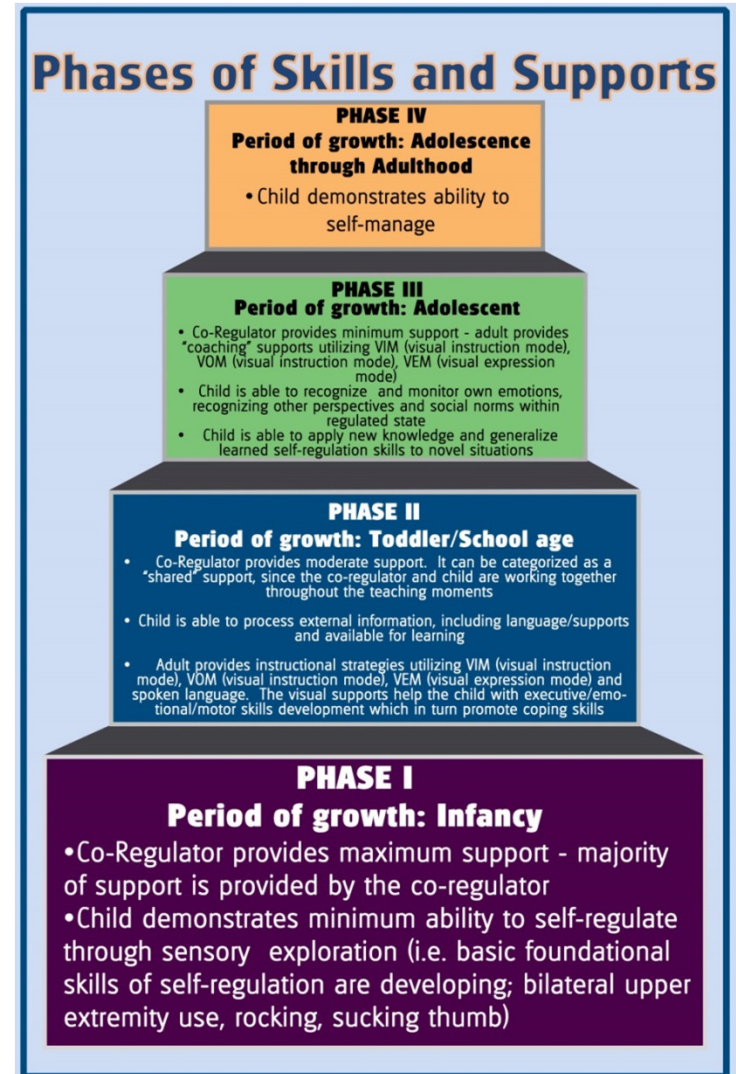 Phases of Skills and Supports
PHASE IV
Period of growth: Adolescence
through Adulthood
•Child demonstrates ability to
self-manage
PHASE III
Period of growth: Adolescent
• Co-Regulator provides minimum support - adult provides
"coaching" supports utilizing VIM (visual instruction mode),
VOM (visual instruction mode), VEM (visual expression
mode)
• Child is able to recognize and monitor own emotions,
recognizing other perspectives and social norms within
regulated state
• Child is able to apply new knowledge and generalize
learned self-regulation skills to novel situations
PHASE II
Period of growth: Toddler/School age
• Co-Regulator provides moderate support. It can be categorized as a
"shared" support, since the co-regulator and child are working together
throughout the teaching moments
• Child is able to process external information, including language/supports
and available for learning
• Adult provides instructional strategies utilizing VIM (visual instruction
mode), VOM (visual instruction mode), VEM (visual expression mode) and
spoken language. The visual supports help the child with executive/emo-
tional/motor skills development which in turn promote coping skills
PHASE I
Period of growth: Infancy
•Co-Regulator provides maximum support - majority
of support is provided by the co-regulator
•Child demonstrates minimum ability to self-regulate
through sensory exploration (i.e. basic foundational
skills of self-regulation are developing; bilateral upper
extremity use, rocking, sucking thumb)